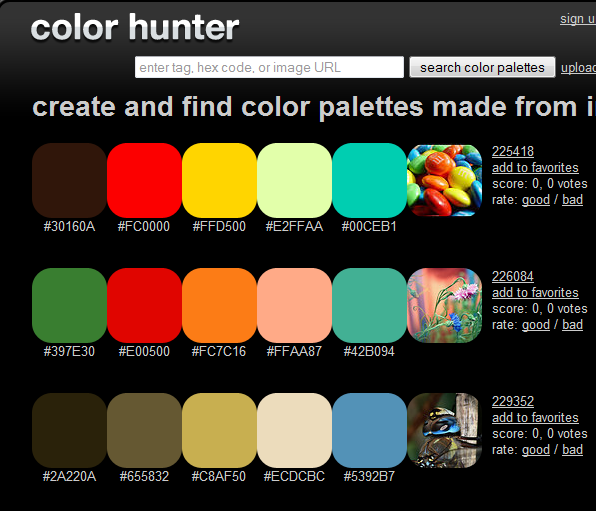 color hunter
sign u
enter tag, hex code, or image URL
search color palettes
upload
create and find color palettes made from i
#30160A #FC0000 #FFD500 #E2FFAA #00CEB1
225418
add to favorites
score: 0, 0 votes
rate: good / bad
#397E30 #E00500 #FC7C16 #FFAA87 #42B094
226084
add to favorites
score: 0, 0 votes
rate: good / bad
#2A220A #655832 #C8AF50 #ECDCBC #5392B7
229352
add to favorites
score: 0, 0 votes
rate: good / bad